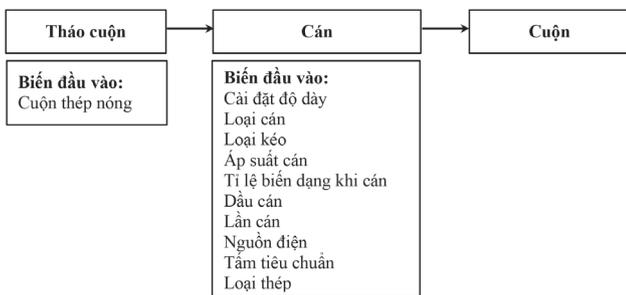 Tháo cuộn
Cán
Cuộn
Biến đầu vào:
Cuộn thép nóng
Biến đầu vào:
Cài đặt độ dày
Loại cán
Loại kéo
Áp suất cán
Tỉ lệ biến dạng khi cán
Dầu cán
Lần cán
Nguồn điện
Tấm tiêu chuẩn
Loại thép